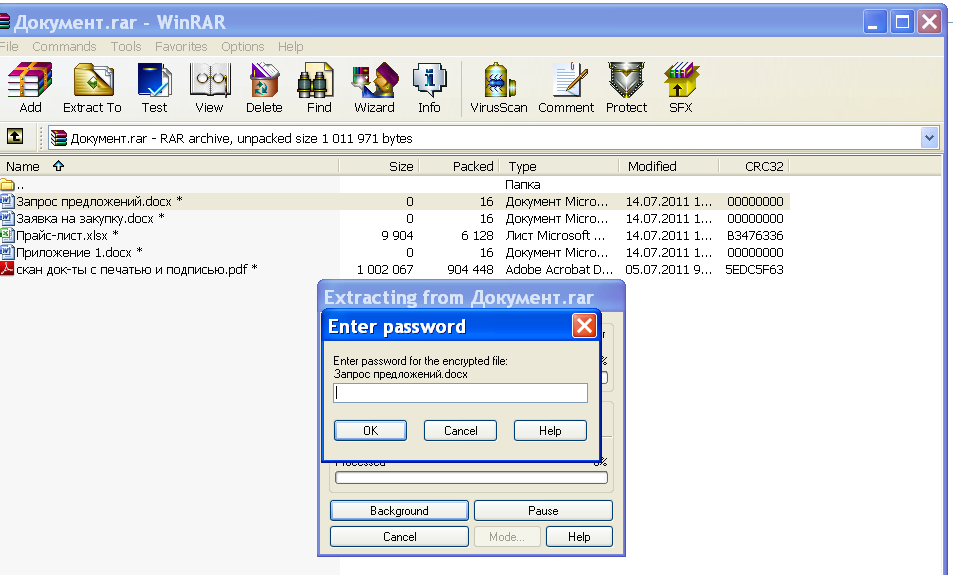 Документ.rar - WinRAR
File Commands Tools Favorites Options Help
Add Extract To Test View Delete Find Wizard Info VirusScan Comment Protect SFX
Документ.rar - RAR archive, unpacked size 1 011 971 bytes
Name Size Packed Type Modified CRC32
.. Папка
Запрос предложений.docx * 0 16 Документ Micro... 14.07.2011 1... 00000000
Заявка на закупку.docx * 0 16 Документ Micro... 14.07.2011 1... 00000000
Прайс-лист.xlsx * 9 904 6 128 Лист Microsoft ... 14.07.2011 1... B3476336
Приложение 1.docx * 0 16 Документ Micro... 14.07.2011 1... 00000000
скан док-ты с печатью и подписью.pdf * 1 002 067 904 448 Adobe Acrobat D... 05.07.2011 9... 5EDC5F63
Extracting from Документ.rar
Enter password
Enter password for the encrypted file:
Запрос предложений.docx
OK Cancel Help
Processed 0%
Background Pause
Cancel Mode... Help